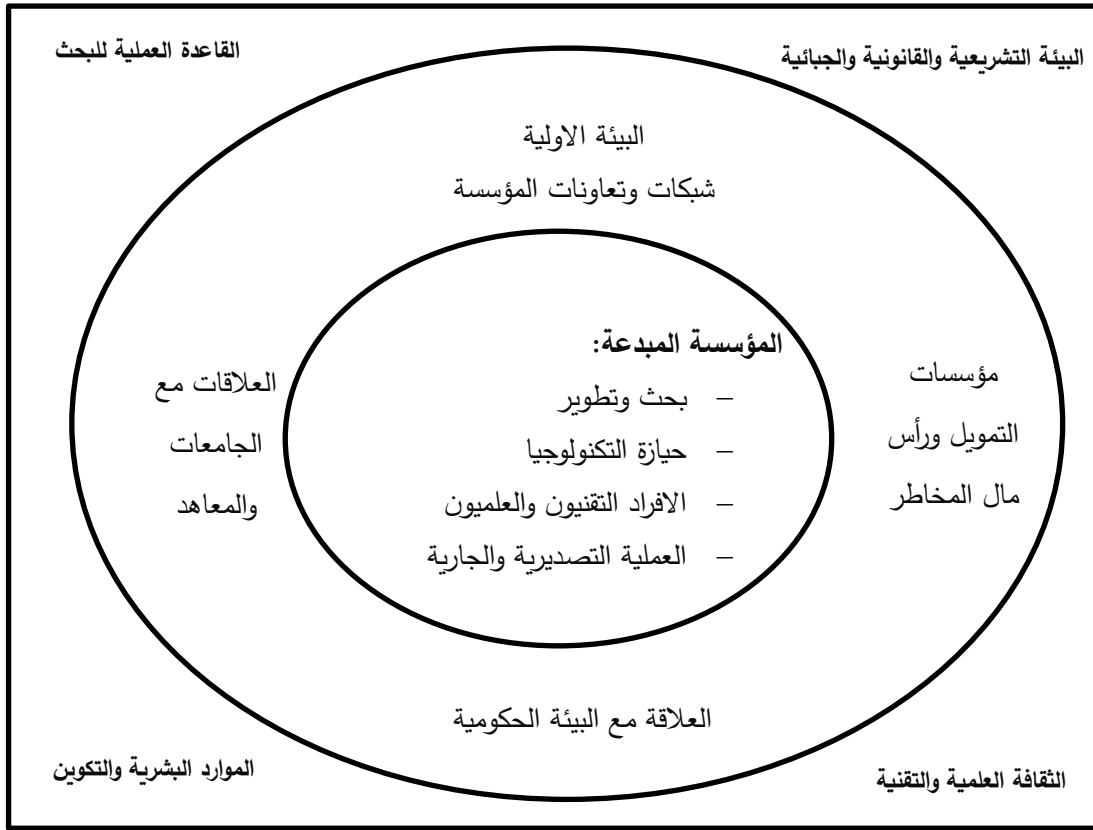 البيئة التشريعية والقانونية والجبائية
القاعدة العملية للبحث
البيئة الاولية
شبكات وتعاونات المؤسسة
مؤسسات
التمويل ورأس
مال المخاطر
المؤسسة المبدعة:
– بحث وتطوير
– حيازة التكنولوجيا
– الافراد التقنيون والعلميون
– العملية التصديرية والجارية
العلاقات مع
الجامعات
والمعاهد
العلاقة مع البيئة الحكومية
الثقافة العلمية والتقنية
الموارد البشرية والتكوين